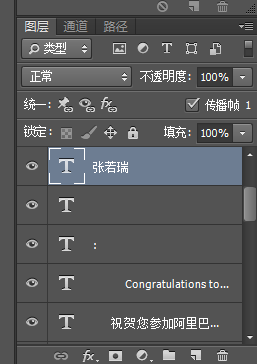 图层 通道 路径
类型
正常 不透明度: 100%
统一: 传播帧 1
锁定: 填充: 100%
T 张若瑞
T
T :
T Congratulations to...
T 祝贺您参加阿里巴...
fx.